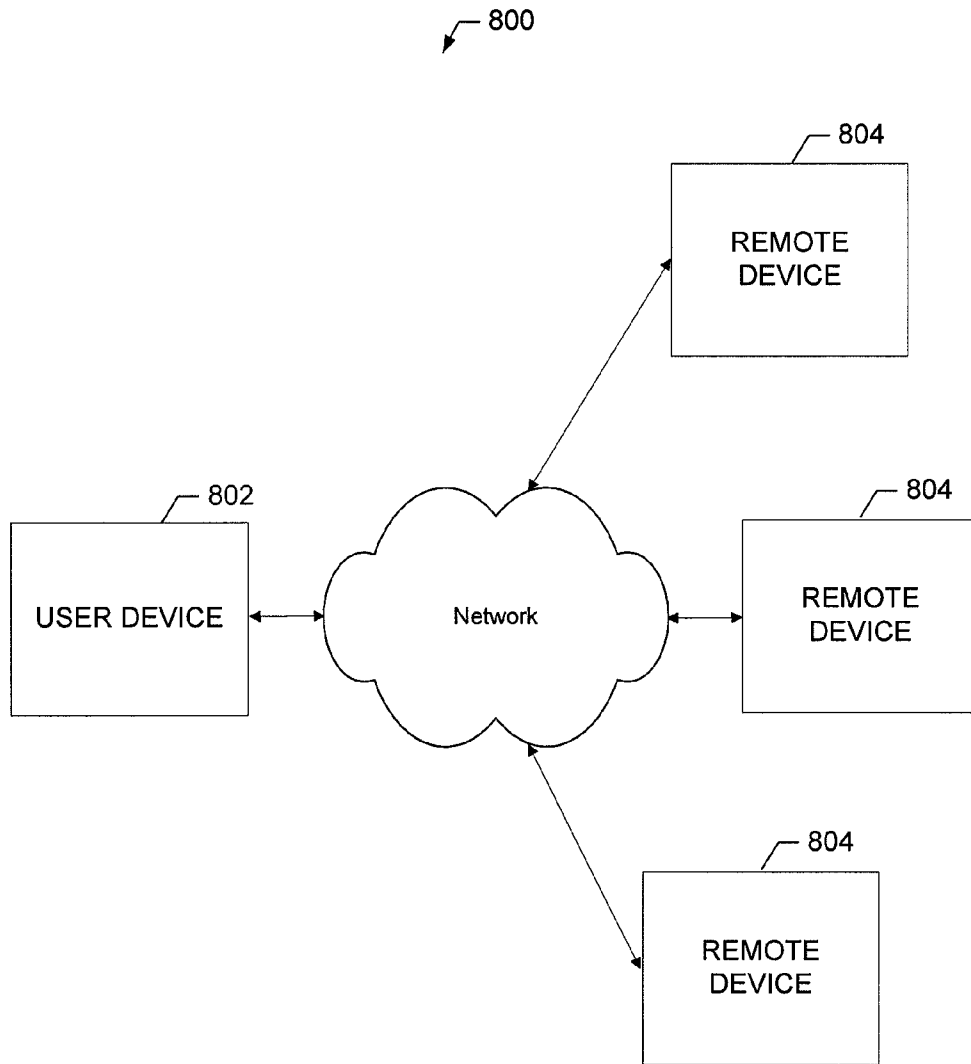 800
804
REMOTE
DEVICE
802
USER DEVICE
Network
804
REMOTE
DEVICE
804
REMOTE
DEVICE